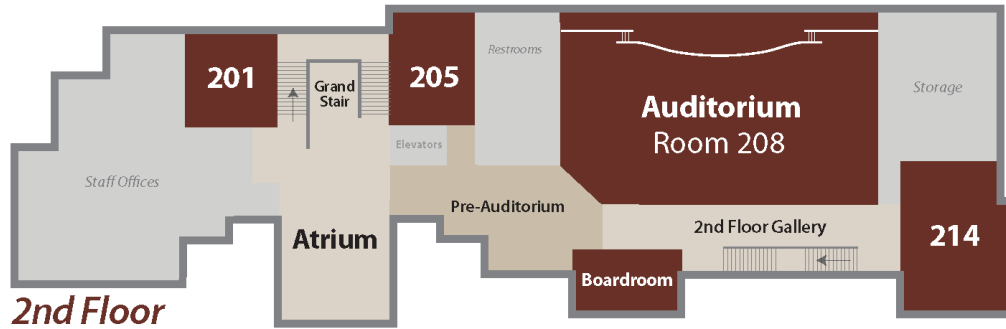 Restrooms
201
205
Grand
Stair
Storage
Auditorium
Room 208
Elevators
Staff Offices
Pre-Auditorium
2nd Floor Gallery
214
Atrium
Boardroom
2nd Floor